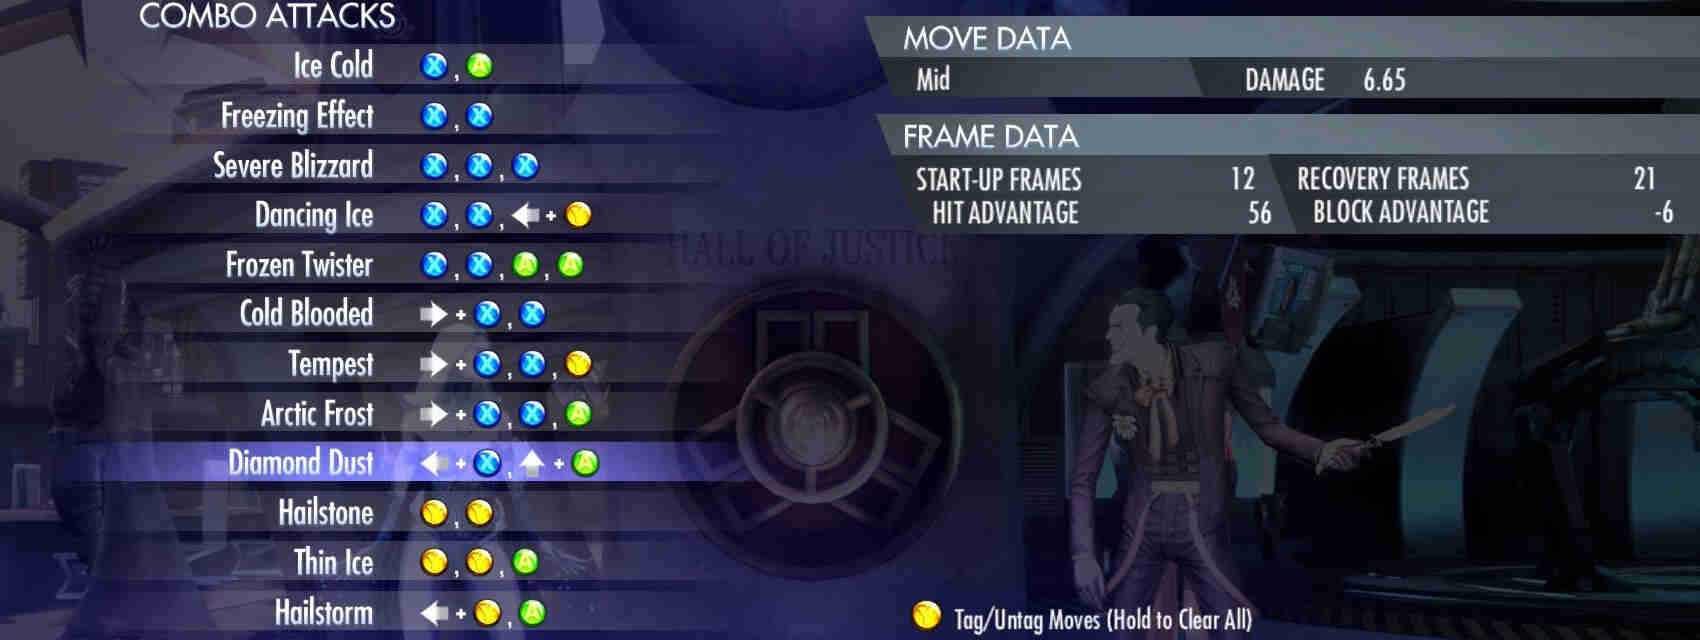 COMBO ATTACKS
Ice Cold X, A
Freezing Effect X, X
Severe Blizzard X, X, X
Dancing Ice X, X, ← + Y
Frozen Twister X, X, A, A
Cold Blooded → + X, X
Tempest → + X, X, Y
Arctic Frost → + X, X, A
Diamond Dust ← + X, ↑ + A
Hailstone Y, Y
Thin Ice Y, Y, A
Hailstorm ← + Y, A
MOVE DATA
Mid DAMAGE 6.65
FRAME DATA
START-UP FRAMES 12 RECOVERY FRAMES 21
HIT ADVANTAGE 56 BLOCK ADVANTAGE -6
HALL OF JUSTICE
Y Tag/Untag Moves (Hold to Clear All)